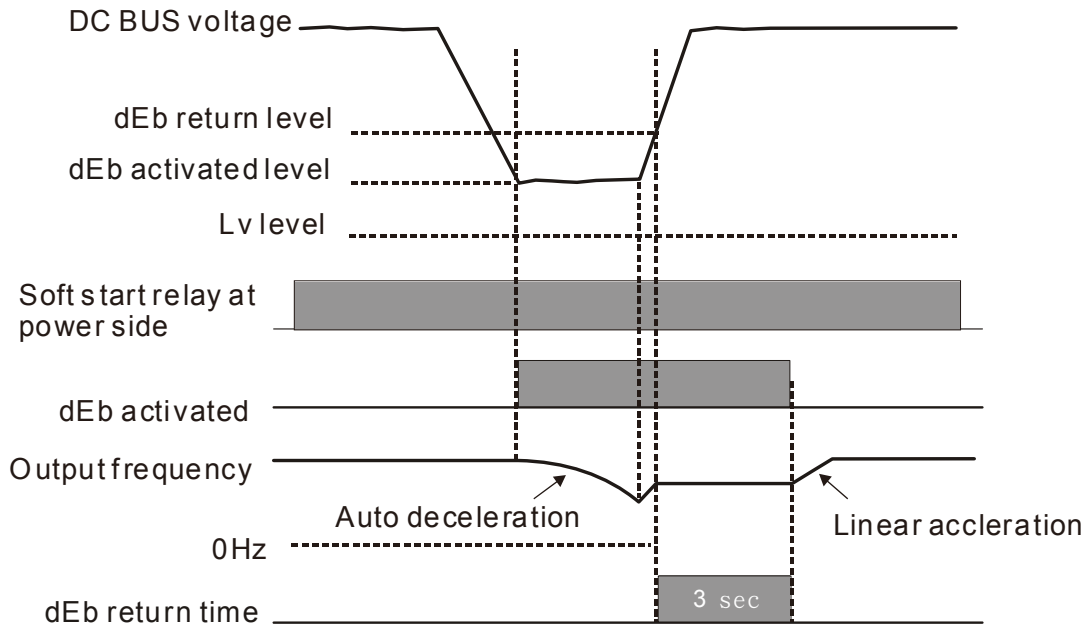 DC BUS voltage
dEb return level
dEb activated level
Lv level
Soft start relay at
power side
dEb activated
Output frequency
Auto deceleration
Linear accleration
0Hz
3 sec
dEb return time